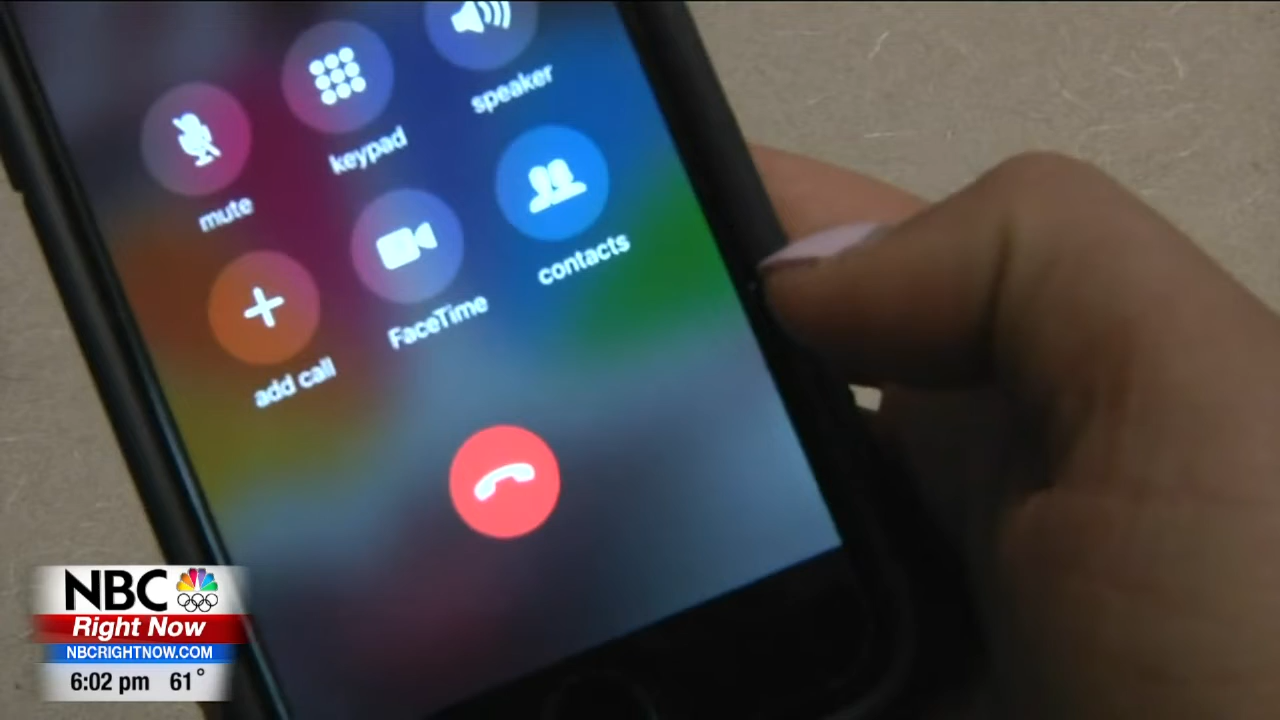 speaker
keypad
mute
contacts
FaceTime
add call
NBC
Right Now
NBCRIGHTNOW.COM
6:02 pm 61°